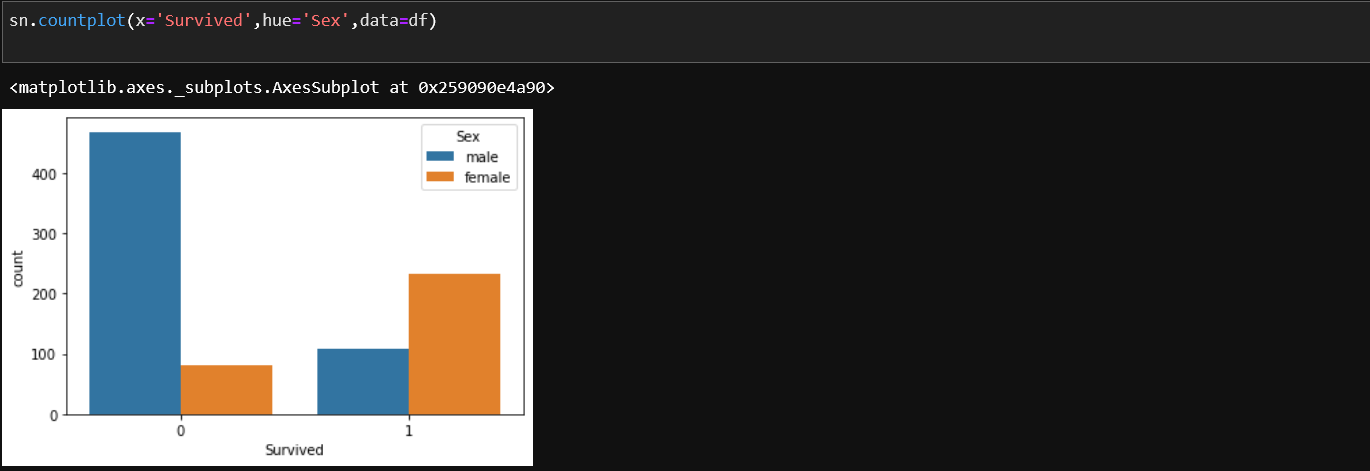 sn.countplot(x='Survived',hue='Sex',data=df)
<matplotlib.axes._subplots.AxesSubplot at 0x259090e4a90>
Sex
male
female
400
300
200
100
0
count
0 1
Survived